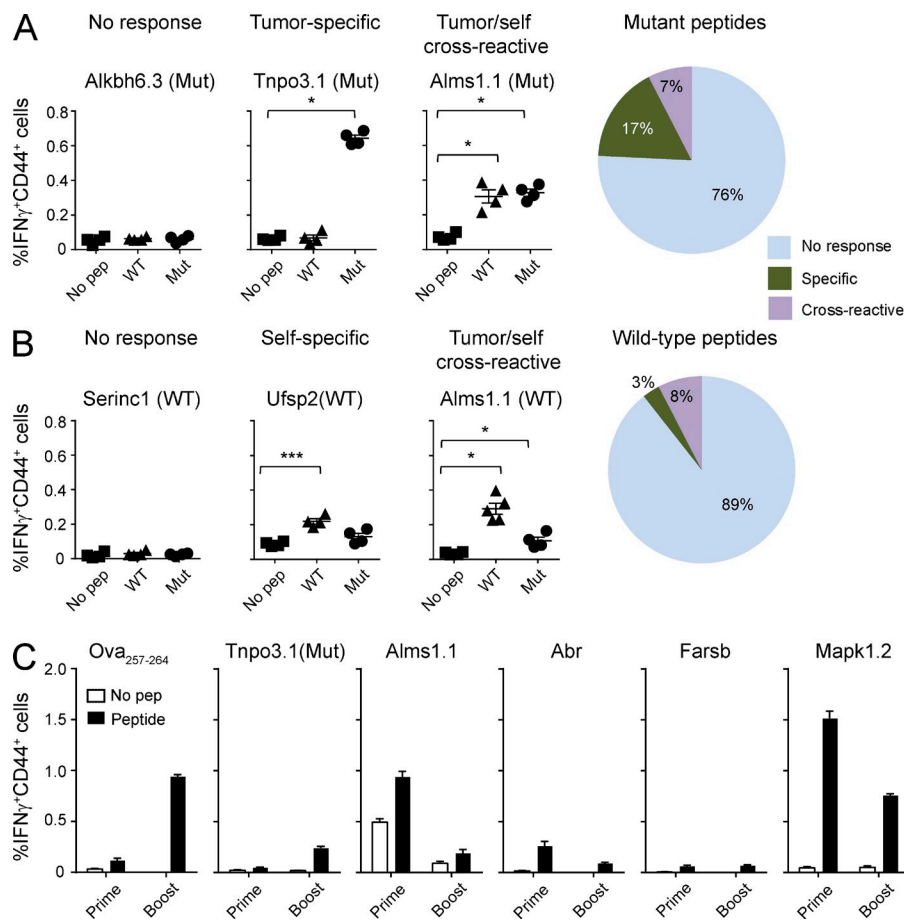 A
No response
Tumor-specific
Tumor/self
cross-reactive
Mutant peptides
Alkbh6.3 (Mut)
Tnpo3.1 (Mut)
Alms1.1 (Mut)
%IFNγ+CD44+ cells
0.8
0.6
0.4
0.2
0
*
*
*
No pep
WT
Mut
No pep
WT
Mut
No pep
WT
Mut
7%
17%
76%
No response
Specific
Cross-reactive
B
No response
Self-specific
Tumor/self
cross-reactive
Wild-type peptides
Serinc1 (WT)
Ufsp2(WT)
Alms1.1 (WT)
%IFNγ+CD44+ cells
0.8
0.6
0.4
0.2
0
***
*
*
No pep
WT
Mut
No pep
WT
Mut
No pep
WT
Mut
3%
8%
89%
C
Ova257-264
Tnpo3.1(Mut)
Alms1.1
Abr
Farsb
Mapk1.2
%IFNγ+CD44+ cells
2.0
1.5
1.0
0.5
0
No pep
Peptide
Prime
Boost
Prime
Boost
Prime
Boost
Prime
Boost
Prime
Boost
Prime
Boost